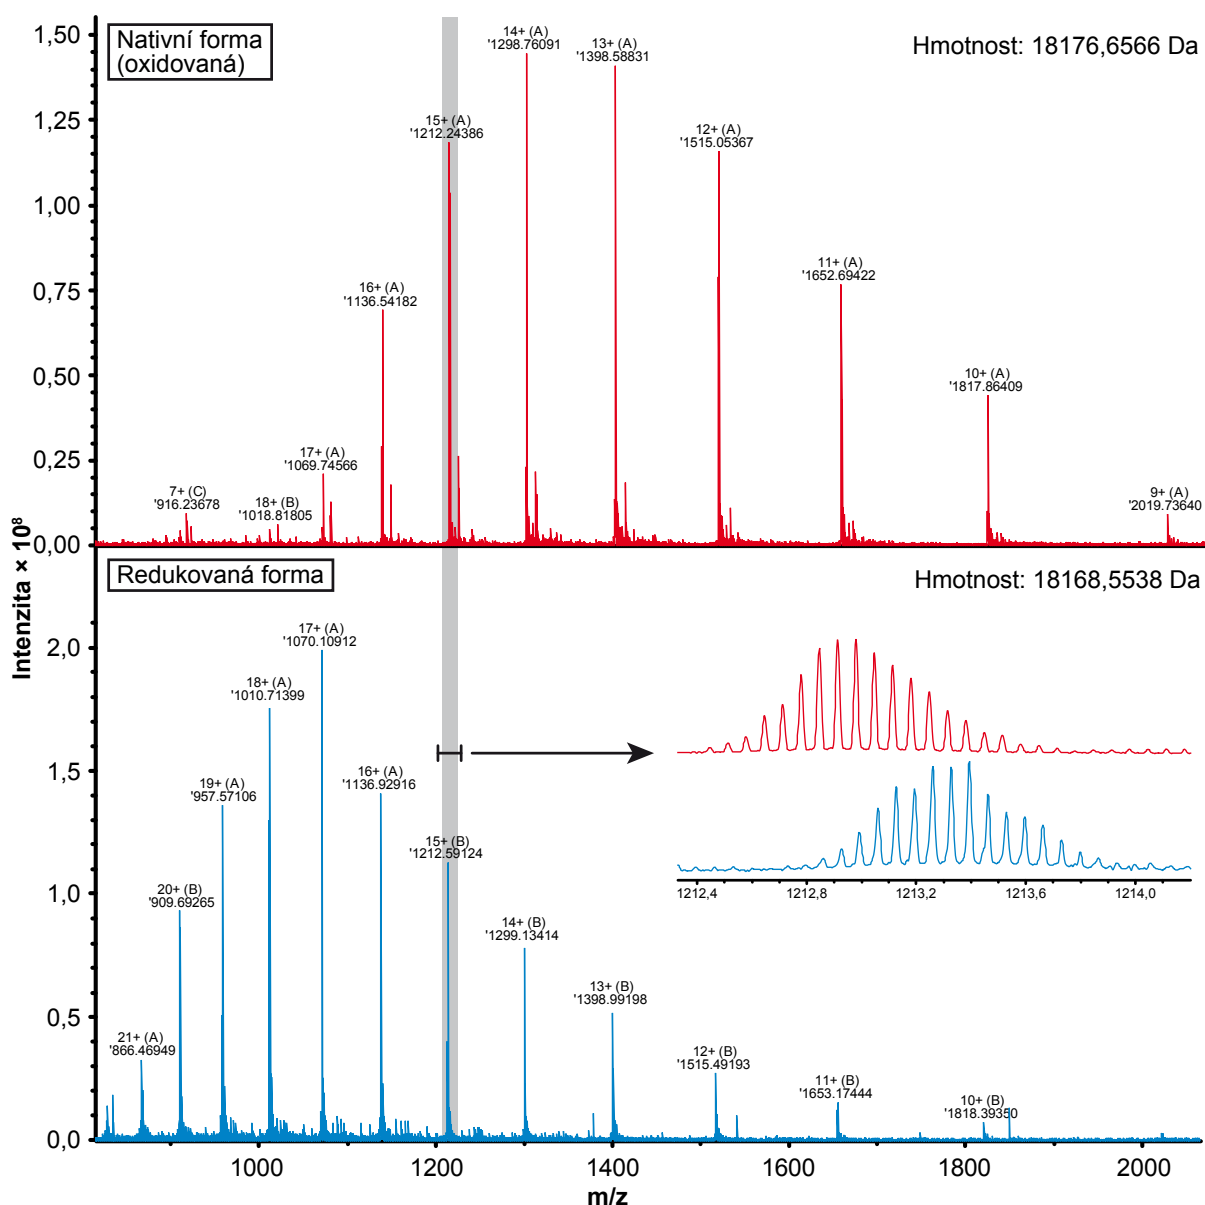 Nativní forma
(oxidovaná)
Hmotnost: 18176,6566 Da
1,50
1,25
1,00
0,75
0,50
0,25
0,00
7+ (C)
'916.23678
18+ (B)
'1018.81805
17+ (A)
'1069.74566
16+ (A)
'1136.54182
15+ (A)
'1212.24386
14+ (A)
'1298.76091
13+ (A)
'1398.58831
12+ (A)
'1515.05367
11+ (A)
'1652.69422
10+ (A)
'1817.86409
9+ (A)
'2019.73640
Intenzita × 10⁸
Redukovaná forma
Hmotnost: 18168,5538 Da
2,0
1,5
1,0
0,5
0,0
21+ (A)
'866.46949
20+ (B)
'909.69265
19+ (A)
'957.57106
18+ (A)
'1010.71399
17+ (A)
'1070.10912
16+ (A)
'1136.92916
15+ (B)
'1212.59124
14+ (B)
'1299.13414
13+ (B)
'1398.99198
12+ (B)
'1515.49193
11+ (B)
'1653.17444
10+ (B)
'1818.39350
1212,4
1212,8
1213,2
1213,6
1214,0
1000
1200
1400
1600
1800
2000
m/z